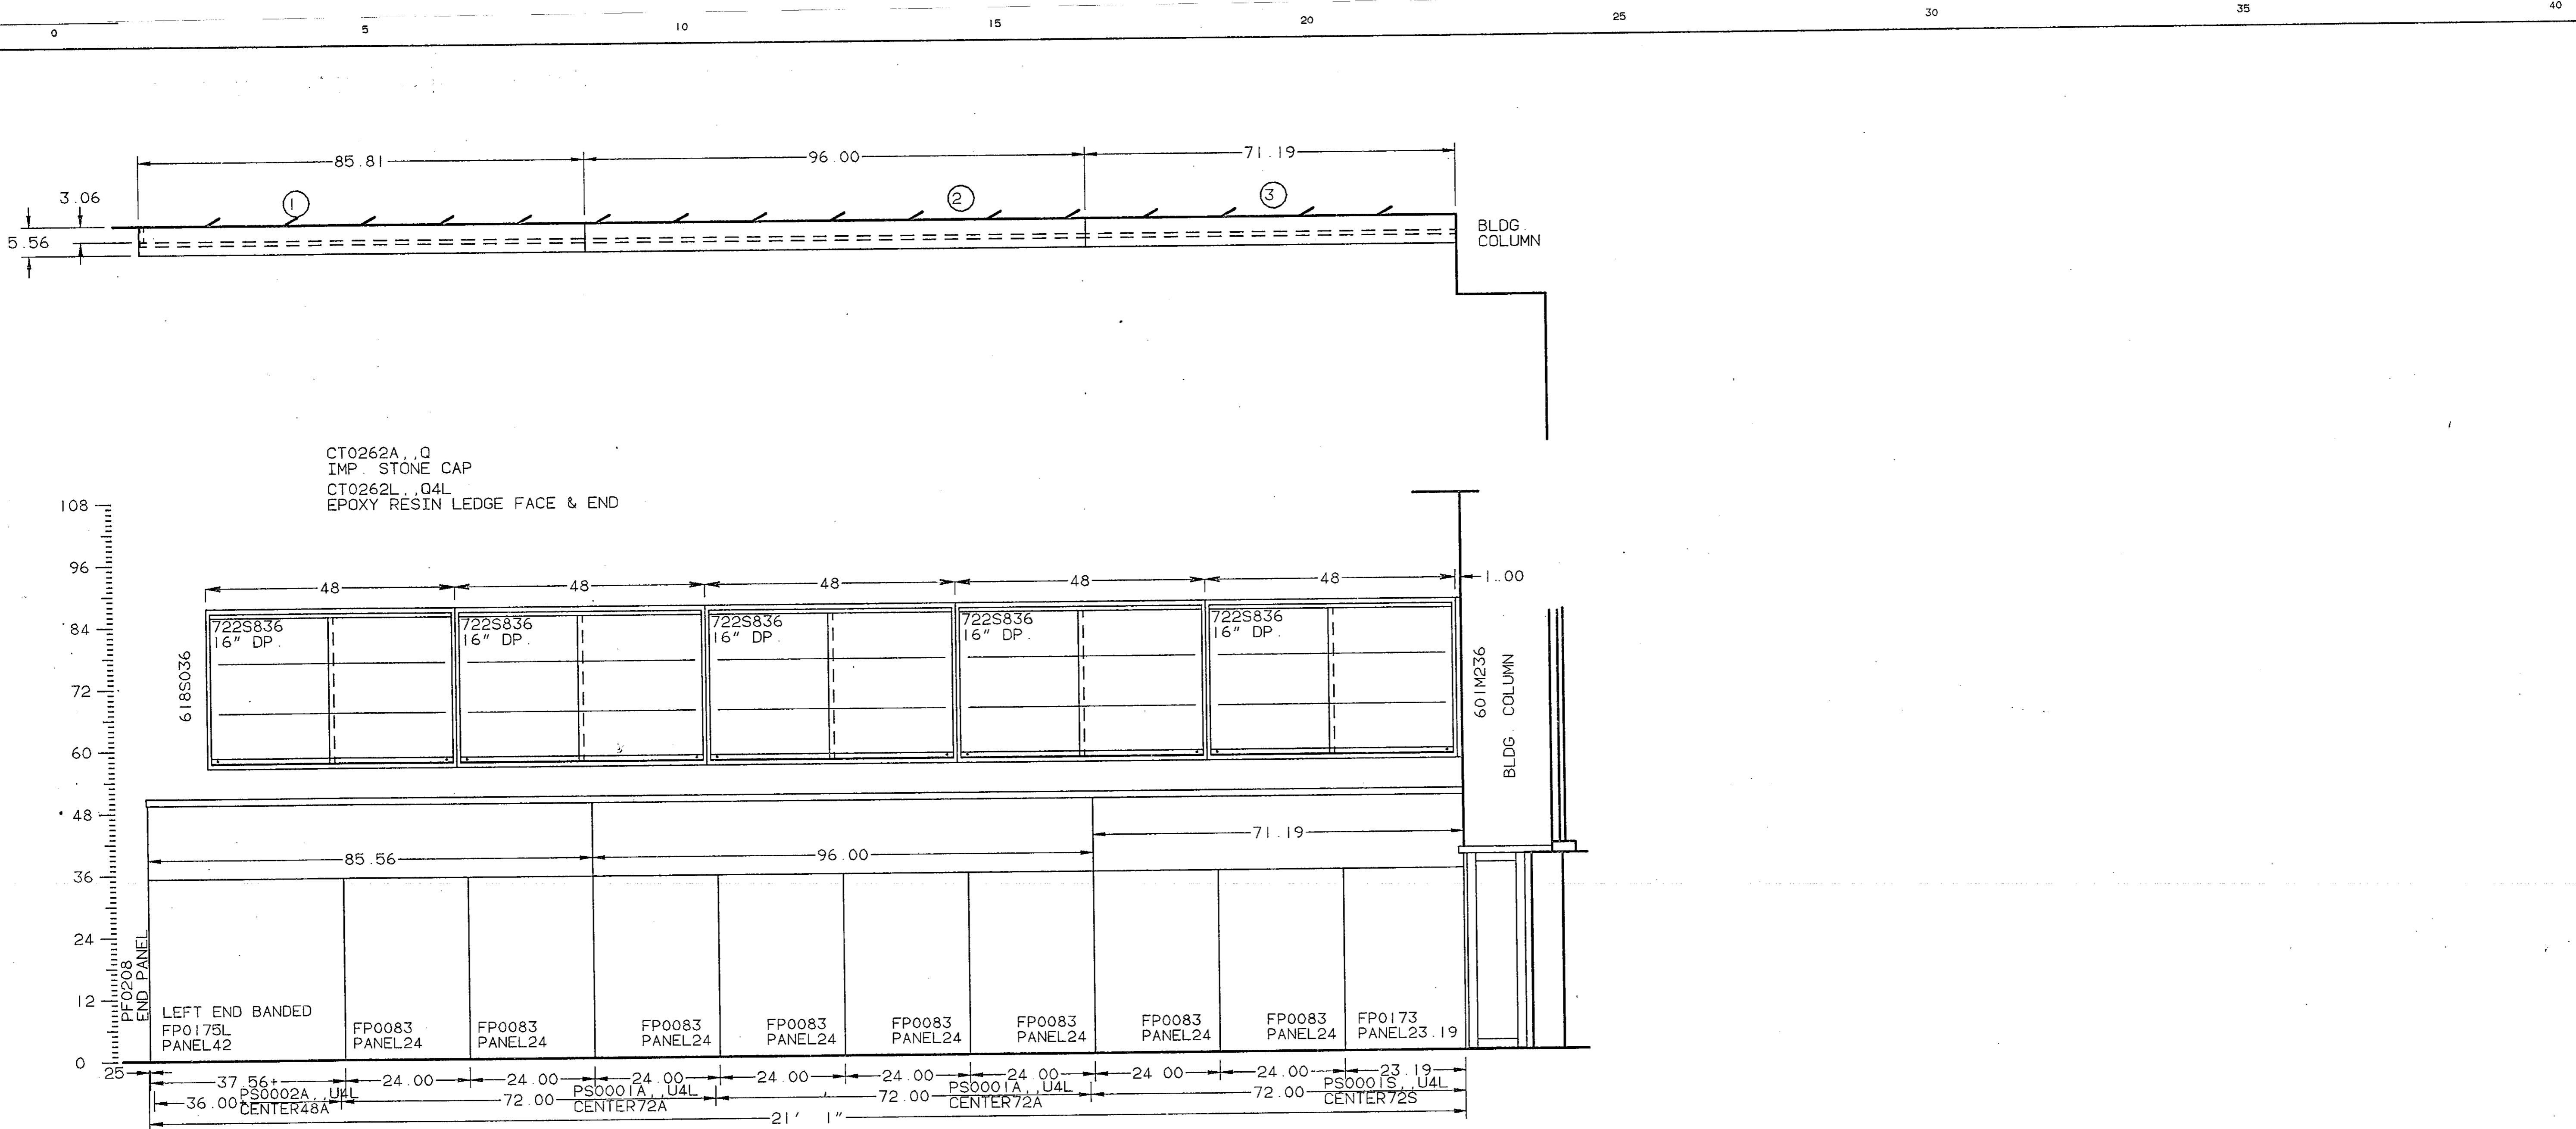 0 5 10 15 20 25 30 35 40
85.81 96.00 71.19
3.06
1 2 3
5.56
BLDG.
COLUMN
CT0262A,,Q
IMP. STONE CAP
CT0262L,,Q4L
EPOXY RESIN LEDGE FACE & END
108
96
84
72
60
48
36
24
12
0
48 48 48 48 48 1.00
722S836
16" DP.
722S836
16" DP.
722S836
16" DP.
722S836
16" DP.
722S836
16" DP.
618S036
601M236
BLDG. COLUMN
71.19
85.56 96.00
PF0208
END PANEL
LEFT END BANDED
FP0175L
PANEL42
FP0083
PANEL24
FP0083
PANEL24
FP0083
PANEL24
FP0083
PANEL24
FP0083
PANEL24
FP0083
PANEL24
FP0083
PANEL24
FP0083
PANEL24
FP0173
PANEL23.19
.25
37.56+ 24.00 24.00 24.00 24.00 24.00 24.00 24.00 24.00 23.19
36.00 PS0002A,,U4L
CENTER48A
72.00 PS0001A,,U4L
CENTER72A
72.00 PS0001A,,U4L
CENTER72A
72.00 PS0001S,,U4L
CENTER72S
21' 1"